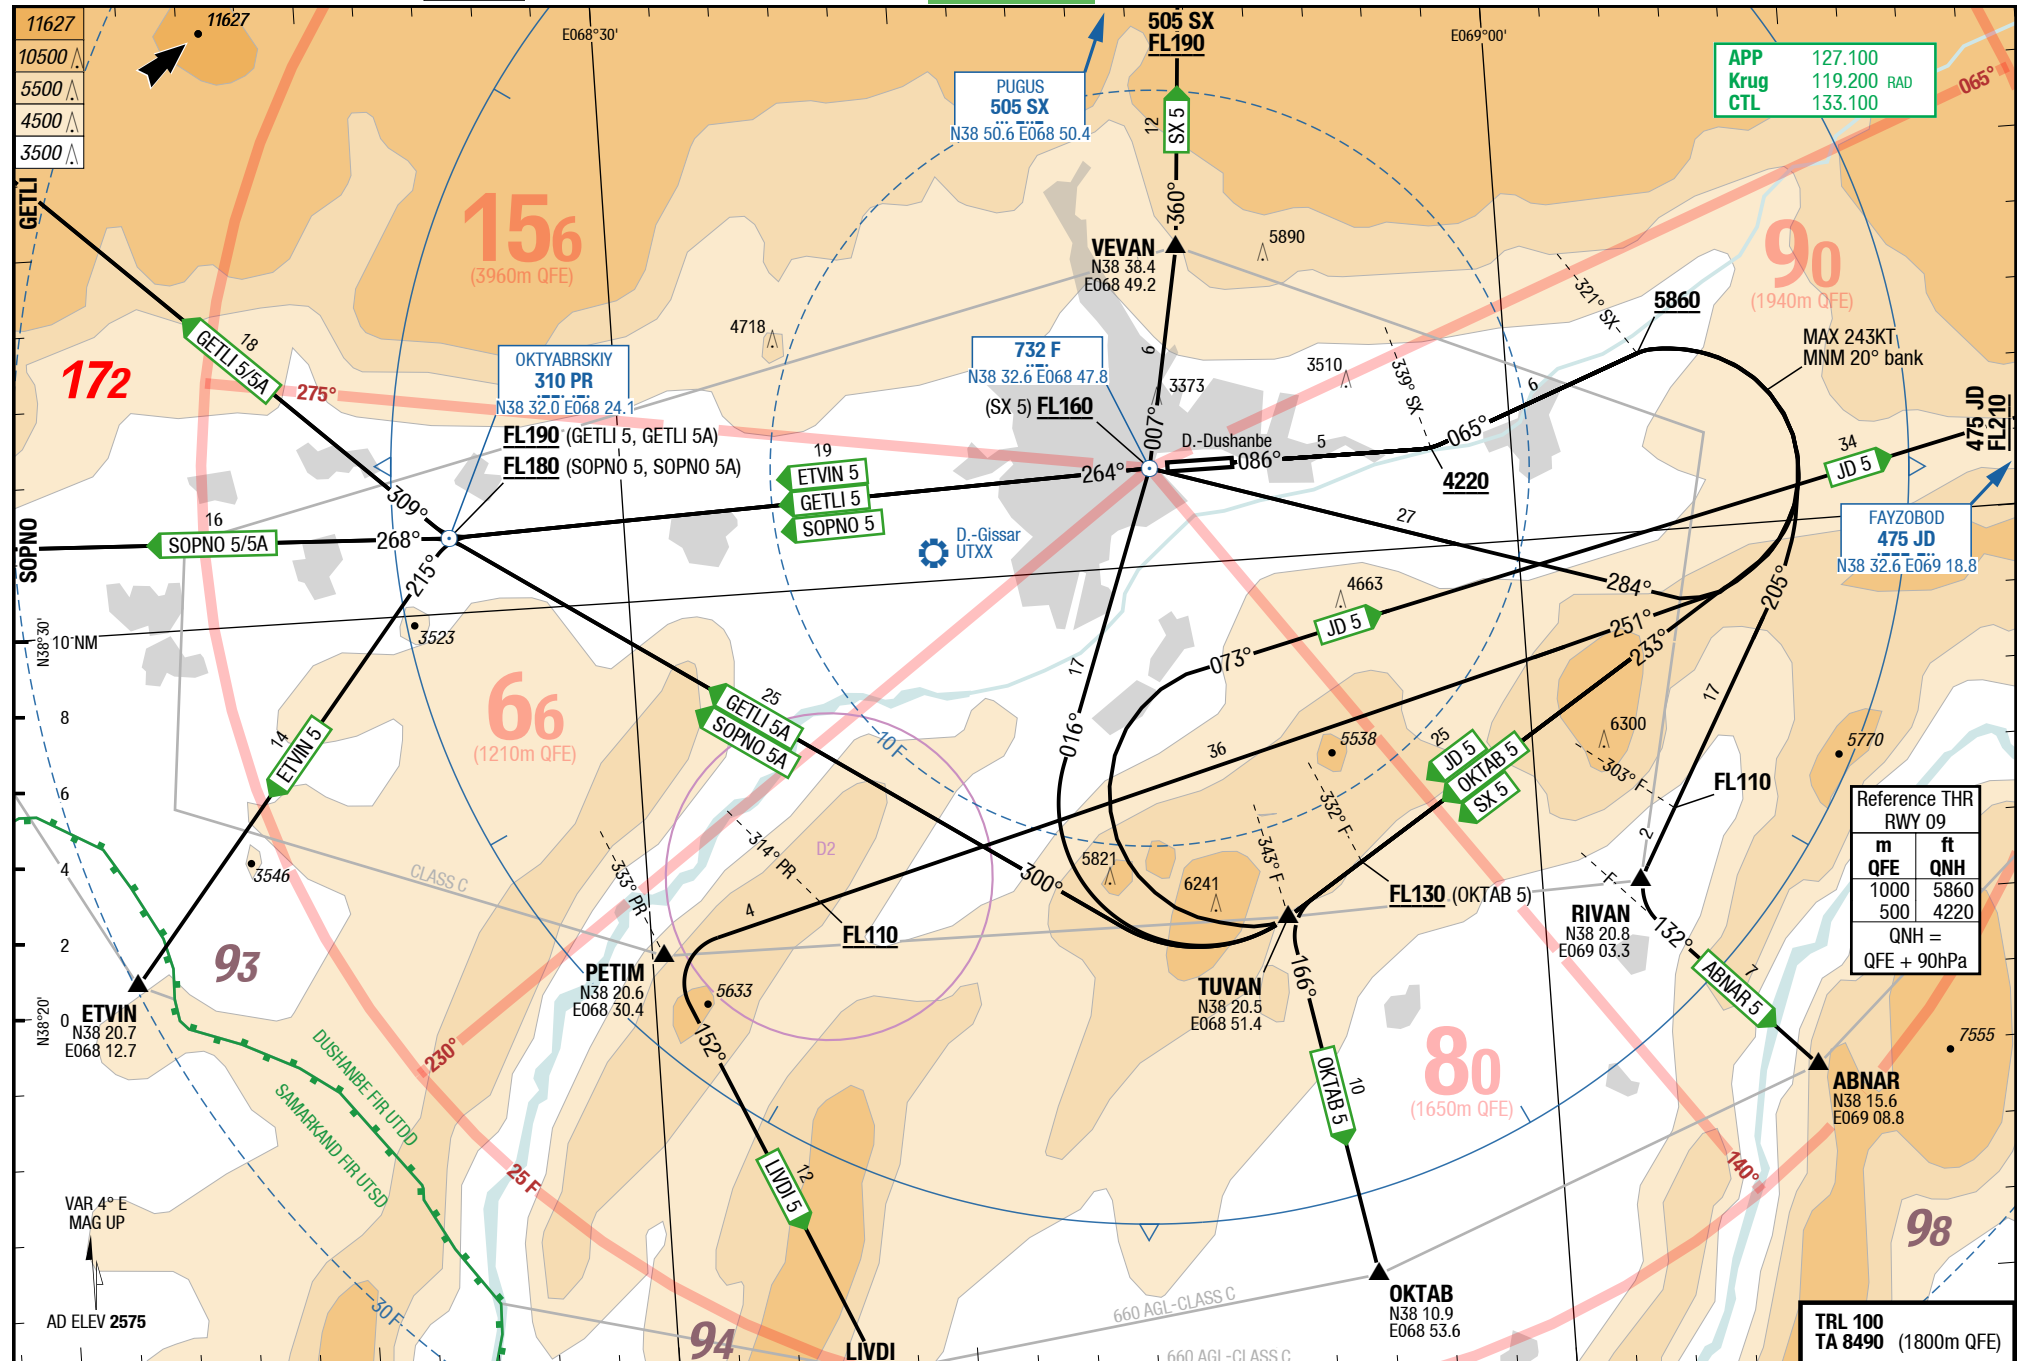 11627
10500
5500
4500
3500
11627
E068°30'
505 SX
FL190
E069°00'
APP 127.100
Krug 119.200 RAD
CTL 133.100
065°
PUGUS
505 SX
N38 50.6 E068 50.4
12
SX 5
360°
GETLI
156
(3960m QFE)
VEVAN
N38 38.4
E068 49.2
5890
90
(1940m QFE)
321° SX
5860
MAX 243KT
MNM 20° bank
4718
18
GETLI 5/5A
172
275°
OKTYABRSKIY
310 PR
N38 32.0 E068 24.1
732 F
N38 32.6 E068 47.8
(SX 5) FL160
6
3373
007°
3510
339° SX
6
FL190 (GETLI 5, GETLI 5A)
FL180 (SOPNO 5, SOPNO 5A)
D.-Dushanbe
5
065°
086°
4220
34
JD 5
475 JD
FL210
19
ETVIN 5
GETLI 5
SOPNO 5
264°
309°
268°
215°
16
SOPNO 5/5A
SOPNO
27
D.-Gissar
UTXX
FAYZOBOD
475 JD
N38 32.6 E069 18.8
4663
JD 5
073°
284°
251°
233°
205°
N38°30'
10 NM
8
6
4
2
0
N38°20'
3523
66
(1210m QFE)
25
GETLI 5A
SOPNO 5A
10 F
17
016°
36
5538
25
JD 5
OKTAB 5
SX 5
6300
303° F
17
FL110
5770
14
ETVIN 5
Reference THR
RWY 09
m ft
QFE QNH
1000 5860
500 4220
QNH =
QFE + 90hPa
3546
CLASS C
333° PR
314° PR
D2
300°
5821
6241
343° F
332° F
FL130 (OKTAB 5)
2
F
RIVAN
N38 20.8
E069 03.3
132°
7
ABNAR 5
4
FL110
93
ETVIN
N38 20.7
E068 12.7
PETIM
N38 20.6
E068 30.4
5633
152°
TUVAN
N38 20.5
E068 51.4
166°
7555
230°
DUSHANBE FIR UTDD
SAMARKAND FIR UTSD
10
OKTAB 5
80
(1650m QFE)
ABNAR
N38 15.6
E069 08.8
140°
25 F
12
LIVDI 5
98
VAR 4° E
MAG UP
AD ELEV 2575
30 F
94
LIVDI
660 AGL-CLASS C
660 AGL-CLASS C
OKTAB
N38 10.9
E068 53.6
TRL 100
TA 8490 (1800m QFE)